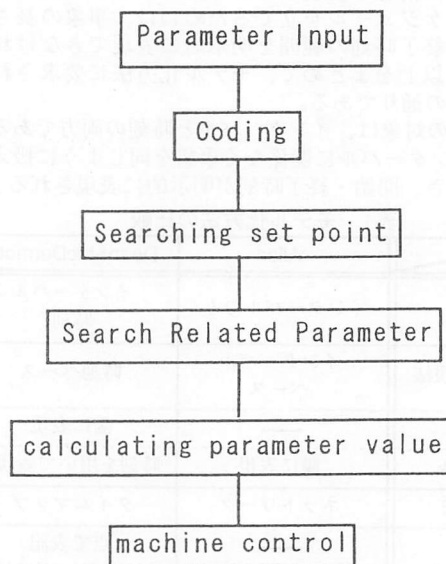 Parameter Input
Coding
Searching set point
Search Related Parameter
calculating parameter value
machine control